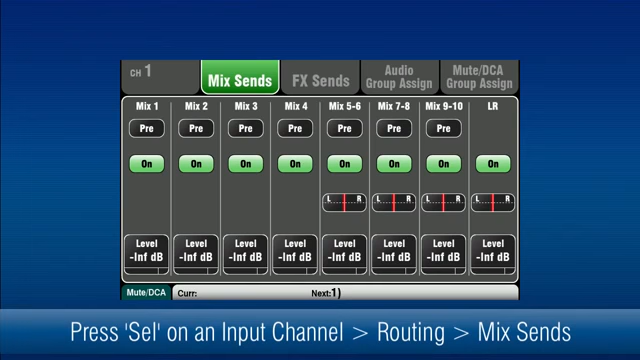 CH 1
Mix Sends
FX Sends
Audio
Group Assign
Mute/DCA
Group Assign
Mix 1 Mix 2 Mix 3 Mix 4 Mix 5-6 Mix 7-8 Mix 9-10 LR
Pre Pre Pre Pre Pre Pre Pre
On On On On On On On On
L R L R L R L R
Level Level Level Level Level Level Level Level
-Inf dB -Inf dB -Inf dB -Inf dB -Inf dB -Inf dB -Inf dB -Inf dB
Mute/DCA Curr: Next:1)
Press 'Sel' on an Input Channel > Routing > Mix Sends